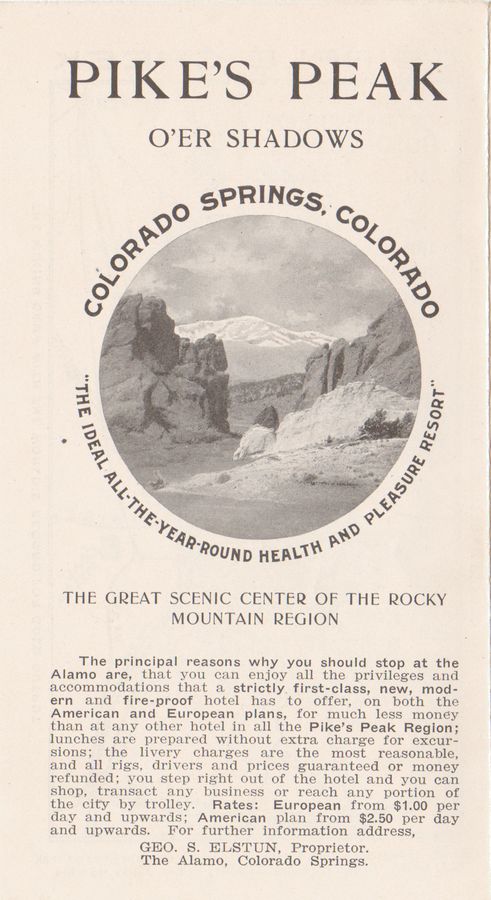 PIKE'S PEAK
O'ER SHADOWS
COLORADO SPRINGS, COLORADO
"THE IDEAL ALL-THE-YEAR-ROUND HEALTH AND PLEASURE RESORT"
THE GREAT SCENIC CENTER OF THE ROCKY
MOUNTAIN REGION
The principal reasons why you should stop at the
Alamo are, that you can enjoy all the privileges and
accommodations that a strictly first-class, new, mod-
ern and fire-proof hotel has to offer, on both the
American and European plans, for much less money
than at any other hotel in all the Pike's Peak Region;
lunches are prepared without extra charge for excur-
sions; the livery charges are the most reasonable,
and all rigs, drivers and prices guaranteed or money
refunded; you step right out of the hotel and you can
shop, transact any business or reach any portion of
the city by trolley. Rates: European from $1.00 per
day and upwards; American plan from $2.50 per day
and upwards. For further information address,
GEO. S. ELSTUN, Proprietor.
The Alamo, Colorado Springs.